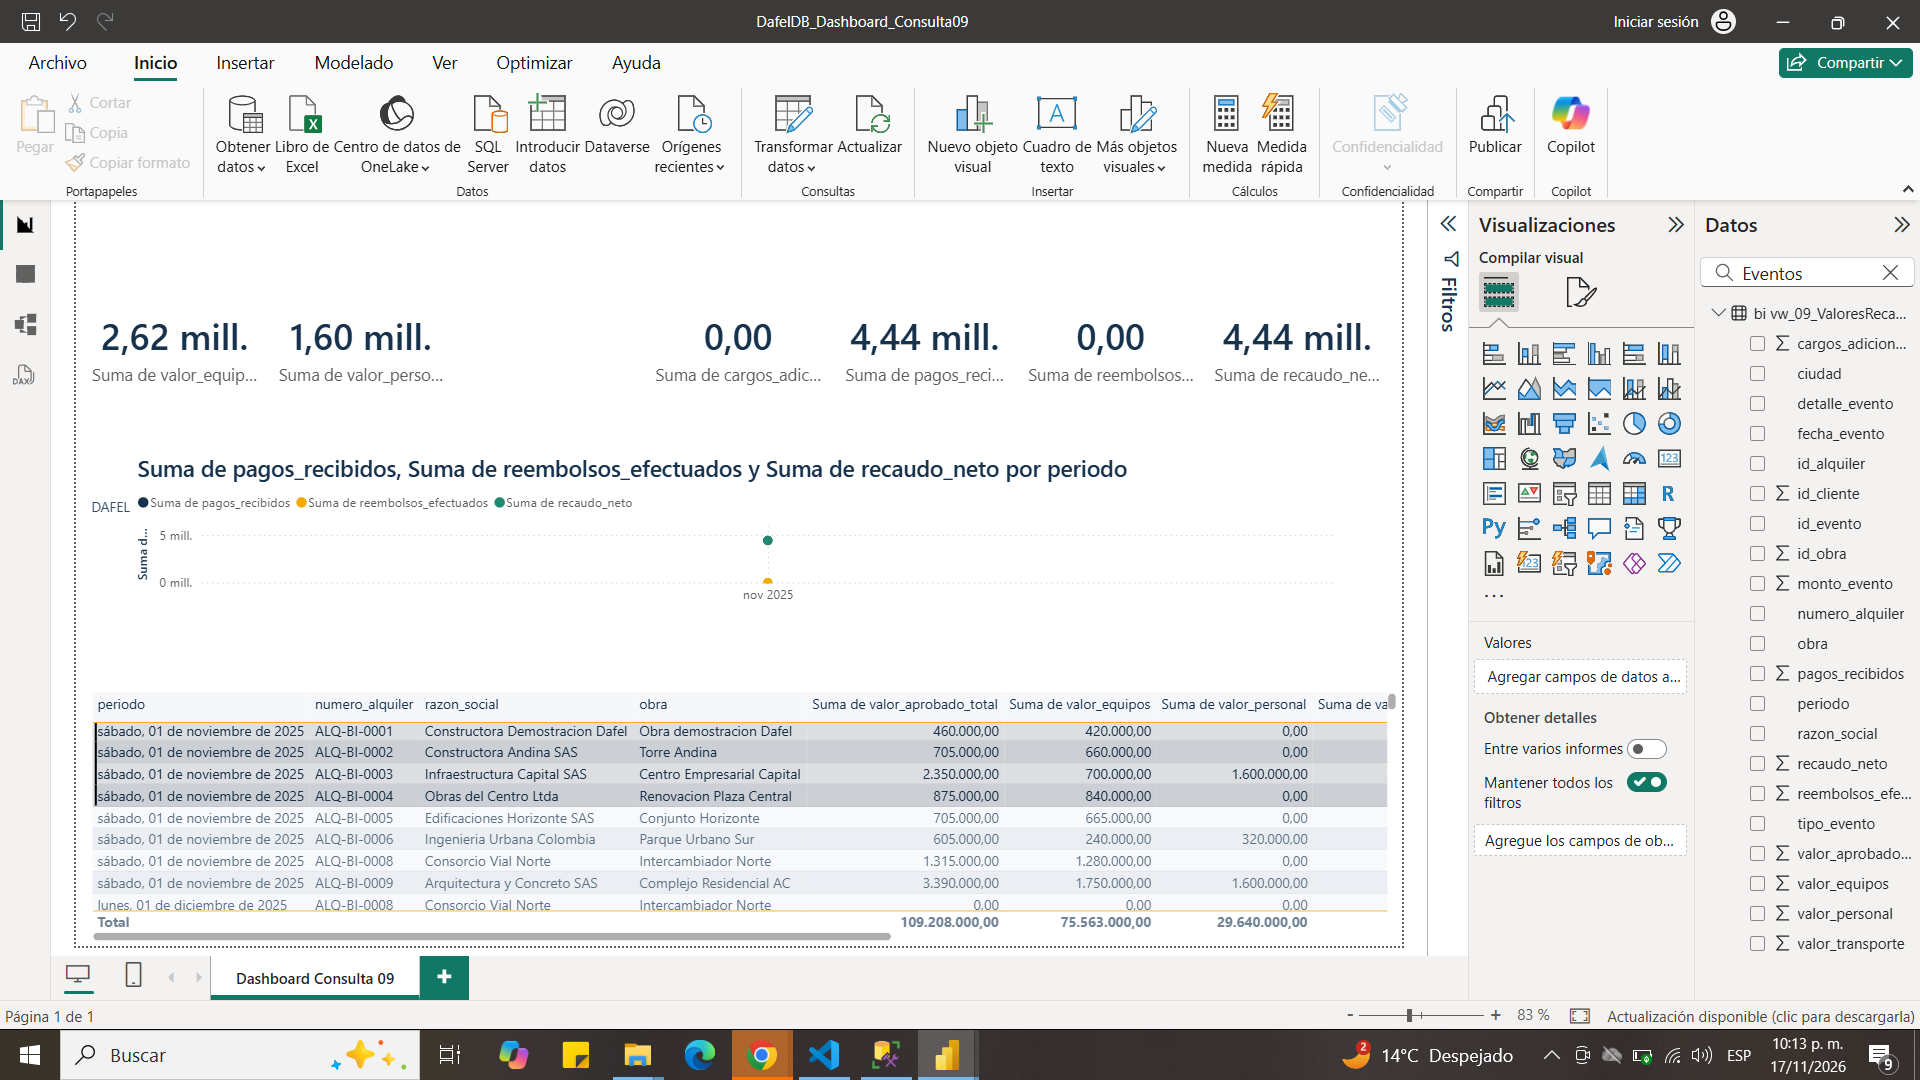 DafelDB_Dashboard_Consulta09
Iniciar sesión
Archivo
Inicio
Insertar
Modelado
Ver
Optimizar
Ayuda
Compartir
Pegar
Cortar
Copia
Copiar formato
Portapapeles
Obtener datos
Libro de Excel
Centro de datos de OneLake
SQL Server
Introducir datos
Dataverse
Orígenes recientes
Datos
Transformar datos
Actualizar
Consultas
Nuevo objeto visual
Cuadro de texto
Más objetos visuales
Insertar
Nueva medida
Medida rápida
Cálculos
Confidencialidad
Confidencialidad
Publicar
Compartir
Copilot
Copilot
2,62 mill.
Suma de valor_equip...
1,60 mill.
Suma de valor_perso...
0,00
Suma de cargos_adic...
4,44 mill.
Suma de pagos_reci...
0,00
Suma de reembolsos...
4,44 mill.
Suma de recaudo_ne...
Suma de pagos_recibidos, Suma de reembolsos_efectuados y Suma de recaudo_neto por periodo
DAFEL
Suma de pagos_recibidos Suma de reembolsos_efectuados Suma de recaudo_neto
Suma d...
5 mill.
0 mill.
nov 2025
periodo numero_alquiler razon_social obra Suma de valor_aprobado_total Suma de valor_equipos Suma de valor_personal Suma de va
sábado, 01 de noviembre de 2025 ALQ-BI-0001 Constructora Demostracion Dafel Obra demostracion Dafel 460.000,00 420.000,00 0,00
sábado, 01 de noviembre de 2025 ALQ-BI-0002 Constructora Andina SAS Torre Andina 705.000,00 660.000,00 0,00
sábado, 01 de noviembre de 2025 ALQ-BI-0003 Infraestructura Capital SAS Centro Empresarial Capital 2.350.000,00 700.000,00 1.600.000,00
sábado, 01 de noviembre de 2025 ALQ-BI-0004 Obras del Centro Ltda Renovacion Plaza Central 875.000,00 840.000,00 0,00
sábado, 01 de noviembre de 2025 ALQ-BI-0005 Edificaciones Horizonte SAS Conjunto Horizonte 705.000,00 665.000,00 0,00
sábado, 01 de noviembre de 2025 ALQ-BI-0006 Ingenieria Urbana Colombia Parque Urbano Sur 605.000,00 240.000,00 320.000,00
sábado, 01 de noviembre de 2025 ALQ-BI-0008 Consorcio Vial Norte Intercambiador Norte 1.315.000,00 1.280.000,00 0,00
sábado, 01 de noviembre de 2025 ALQ-BI-0009 Arquitectura y Concreto SAS Complejo Residencial AC 3.390.000,00 1.750.000,00 1.600.000,00
lunes, 01 de diciembre de 2025 ALQ-BI-0008 Consorcio Vial Norte Intercambiador Norte 0,00 0,00 0,00
Total 109.208.000,00 75.563.000,00 29.640.000,00
Filtros
Visualizaciones
Compilar visual
123
R
Py
123
...
Valores
Agregar campos de datos a...
Obtener detalles
Entre varios informes
Mantener todos los filtros
Agregue los campos de ob...
Datos
Eventos
bi vw_09_ValoresReca...
cargos_adicion...
ciudad
detalle_evento
fecha_evento
id_alquiler
id_cliente
id_evento
id_obra
monto_evento
numero_alquiler
obra
pagos_recibidos
periodo
razon_social
recaudo_neto
reembolsos_efe...
tipo_evento
valor_aprobado...
valor_equipos
valor_personal
valor_transporte
DAX
Dashboard Consulta 09
+
Página 1 de 1
- + 83 %
Actualización disponible (clic para descargarla)
Buscar
2
14°C Despejado
ESP
10:13 p. m.
17/11/2026
9